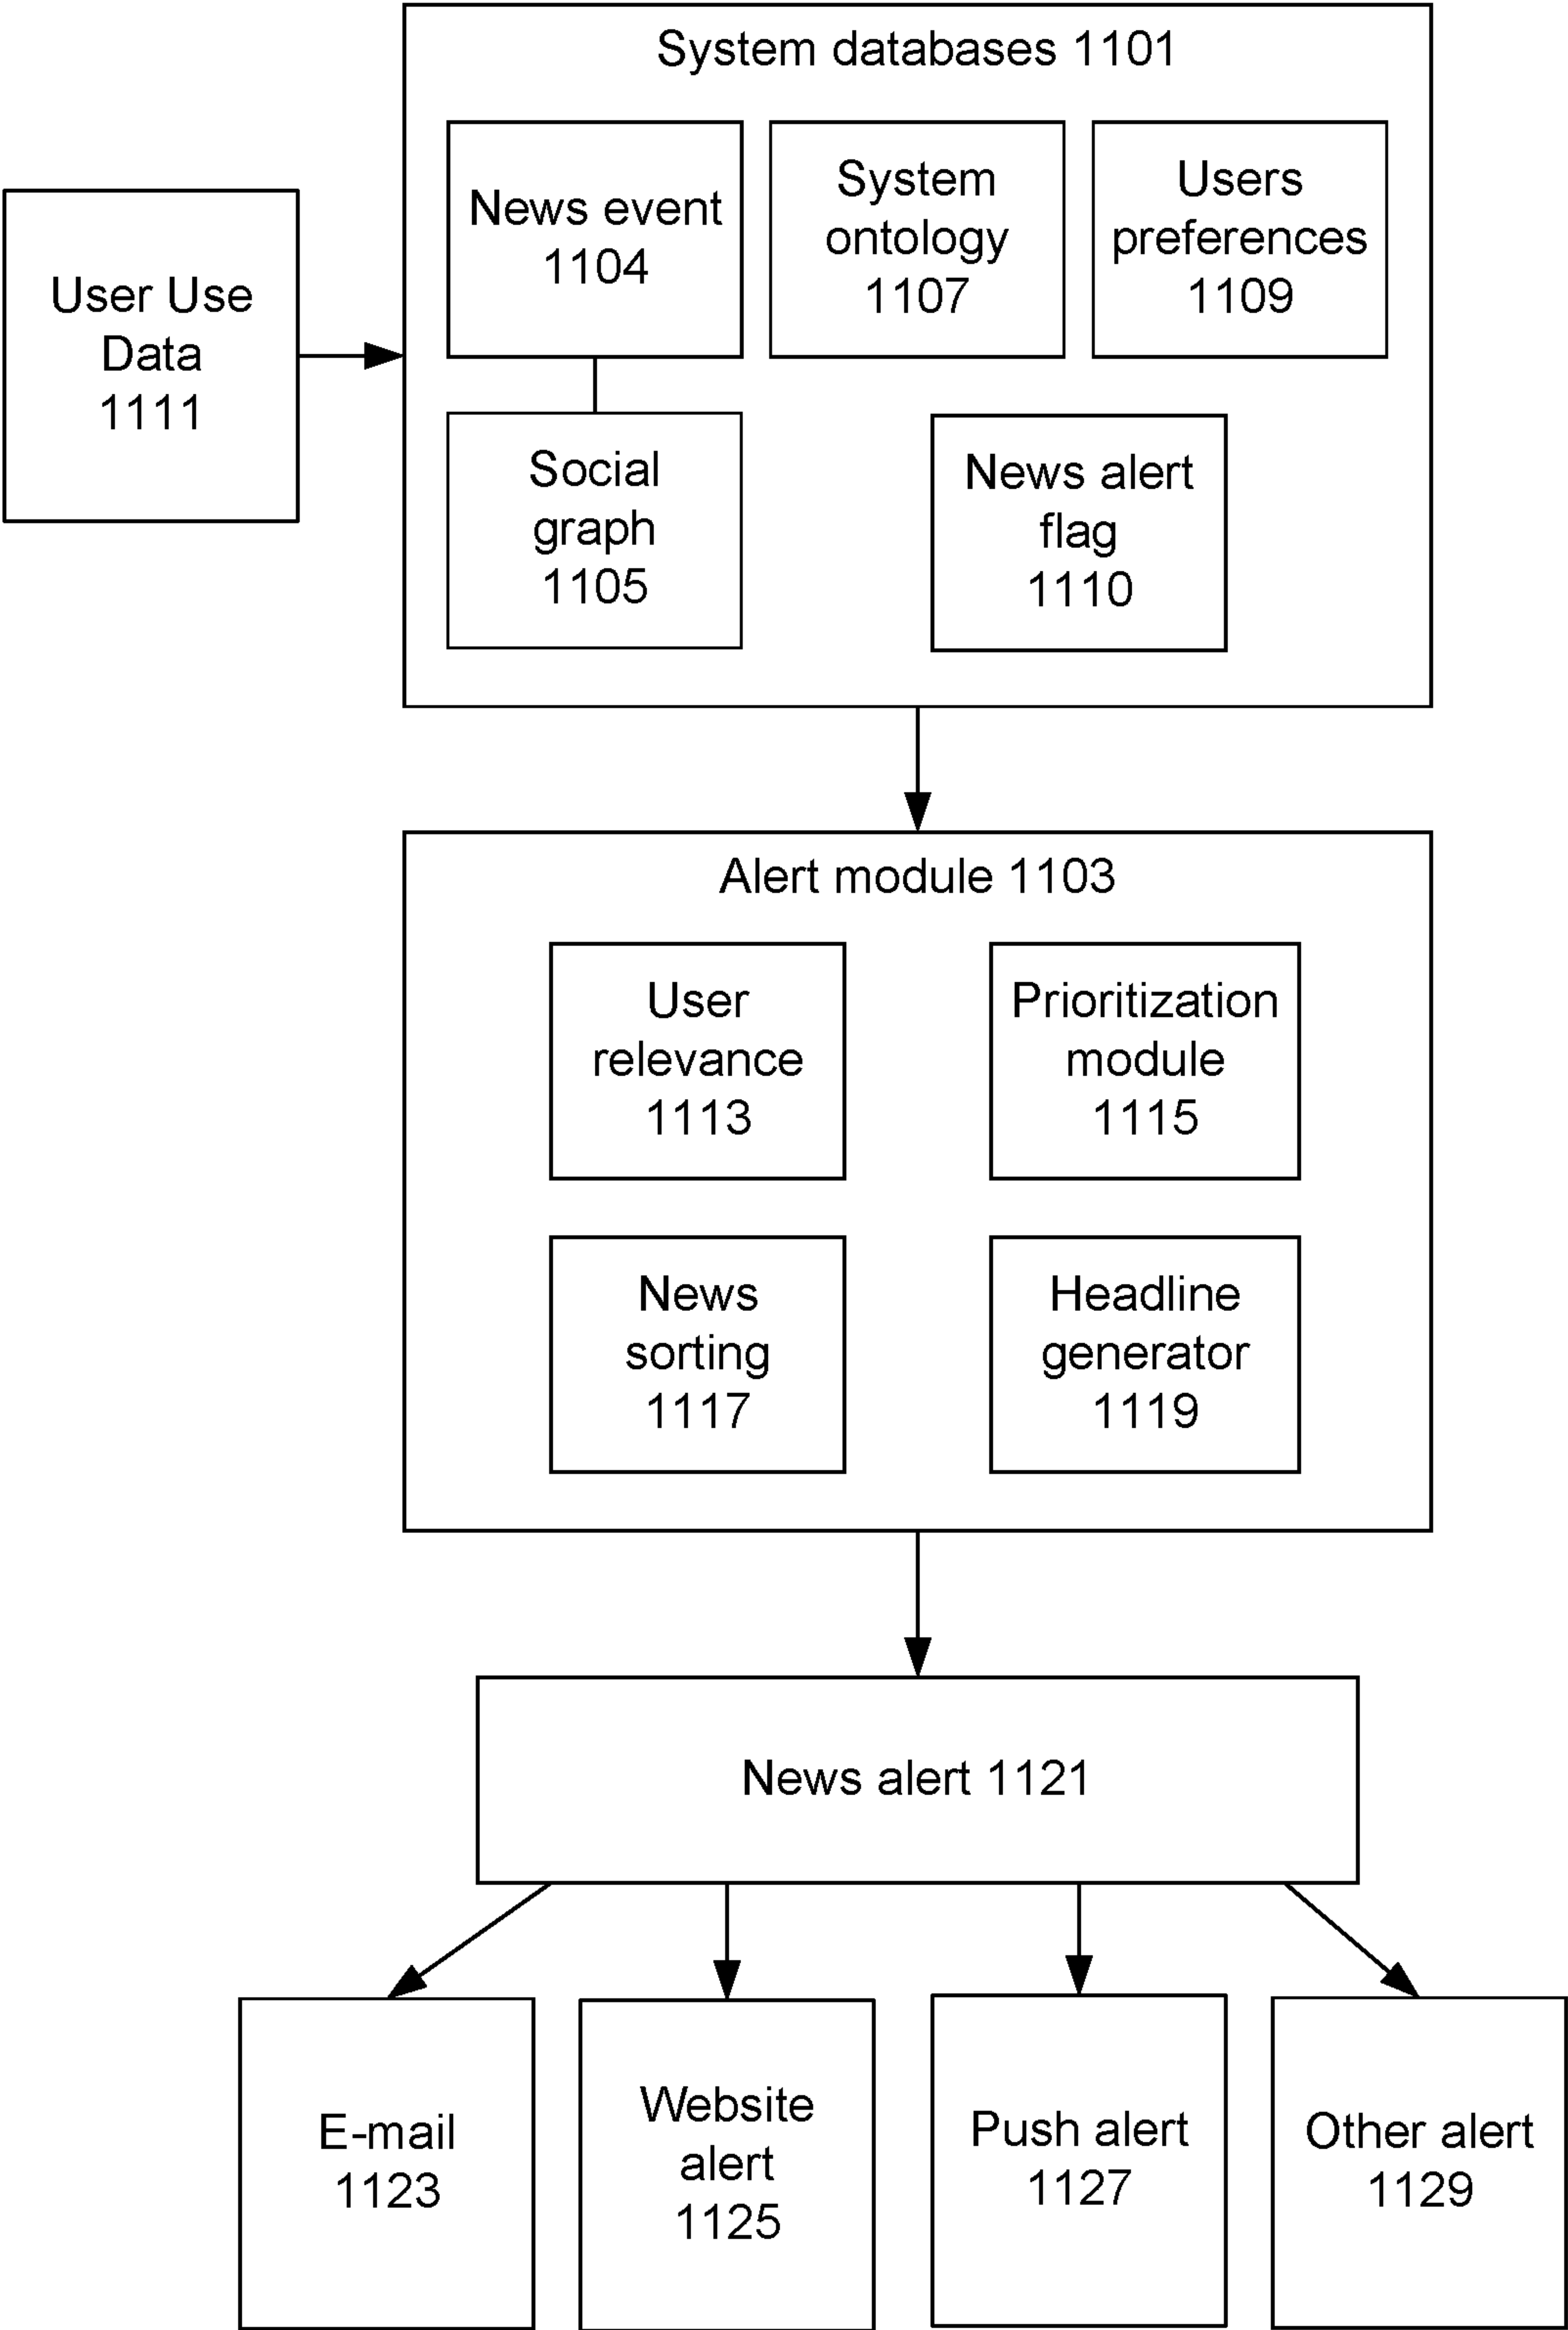 System databases 1101
User Use
Data
1111
News event
1104
System
ontology
1107
Users
preferences
1109
Social
graph
1105
News alert
flag
1110
Alert module 1103
User
relevance
1113
Prioritization
module
1115
News
sorting
1117
Headline
generator
1119
News alert 1121
E-mail
1123
Website
alert
1125
Push alert
1127
Other alert
1129